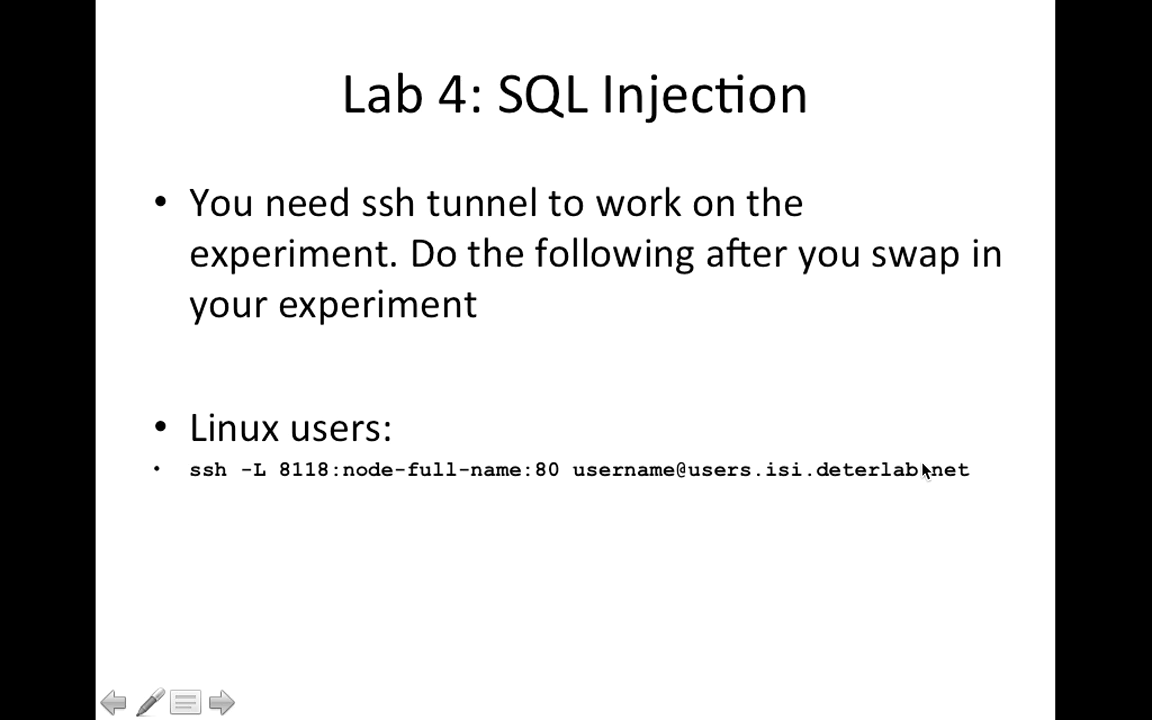 Lab 4: SQL Injection
• You need ssh tunnel to work on the
experiment. Do the following after you swap in
your experiment
• Linux users:
• ssh -L 8118:node-full-name:80 username@users.isi.deterlab.net